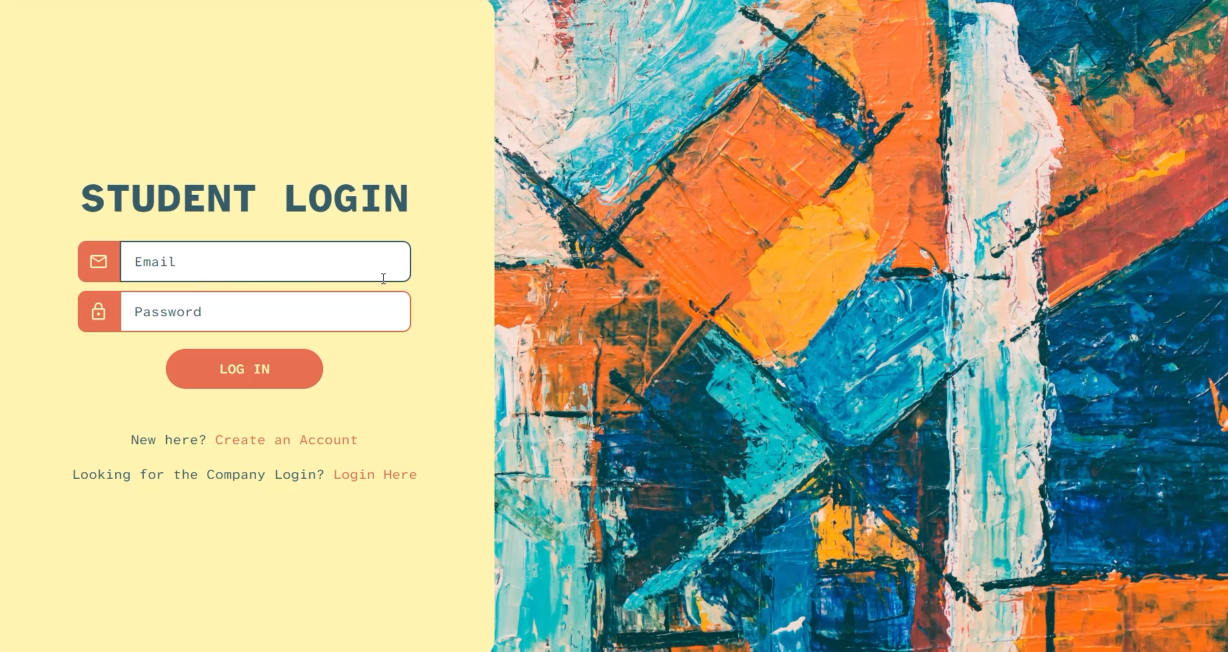 STUDENT LOGIN
Email
Password
LOG IN
New here? Create an Account
Looking for the Company Login? Login Here